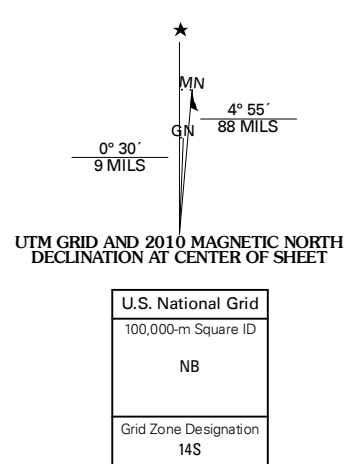 ★
MN
4° 55´
88 MILS
GN
0° 30´
9 MILS
UTM GRID AND 2010 MAGNETIC NORTH
DECLINATION AT CENTER OF SHEET
U.S. National Grid
100,000-m Square ID
NB
Grid Zone Designation
14S